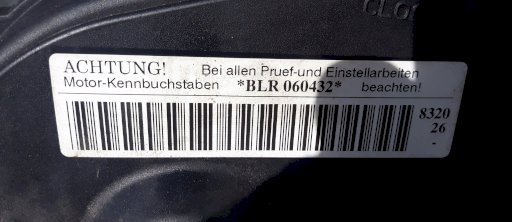 ACHTUNG! Bei allen Pruef-und Einstellarbeiten
Motor-Kennbuchstaben *BLR 060432* beachten!
8320
26
-